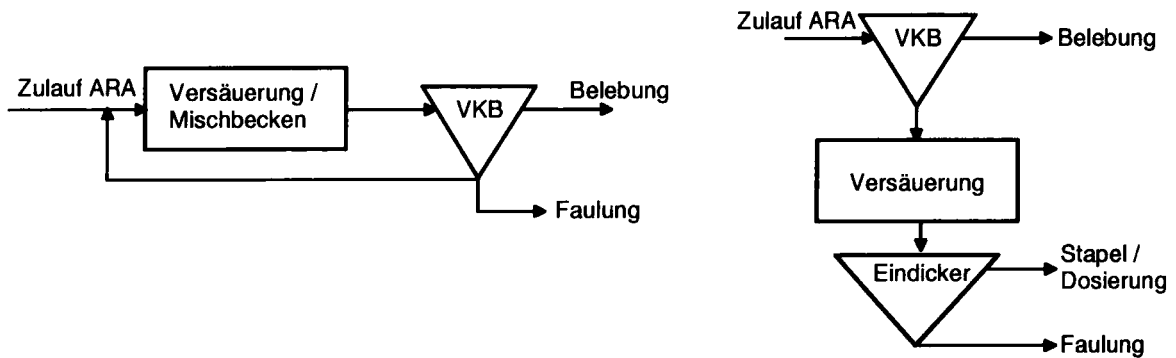 Zulauf ARA
Versäuerung /
Mischbecken
VKB
Belebung
Faulung
Zulauf ARA
VKB
Belebung
Versäuerung
Eindicker
Stapel /
Dosierung
Faulung